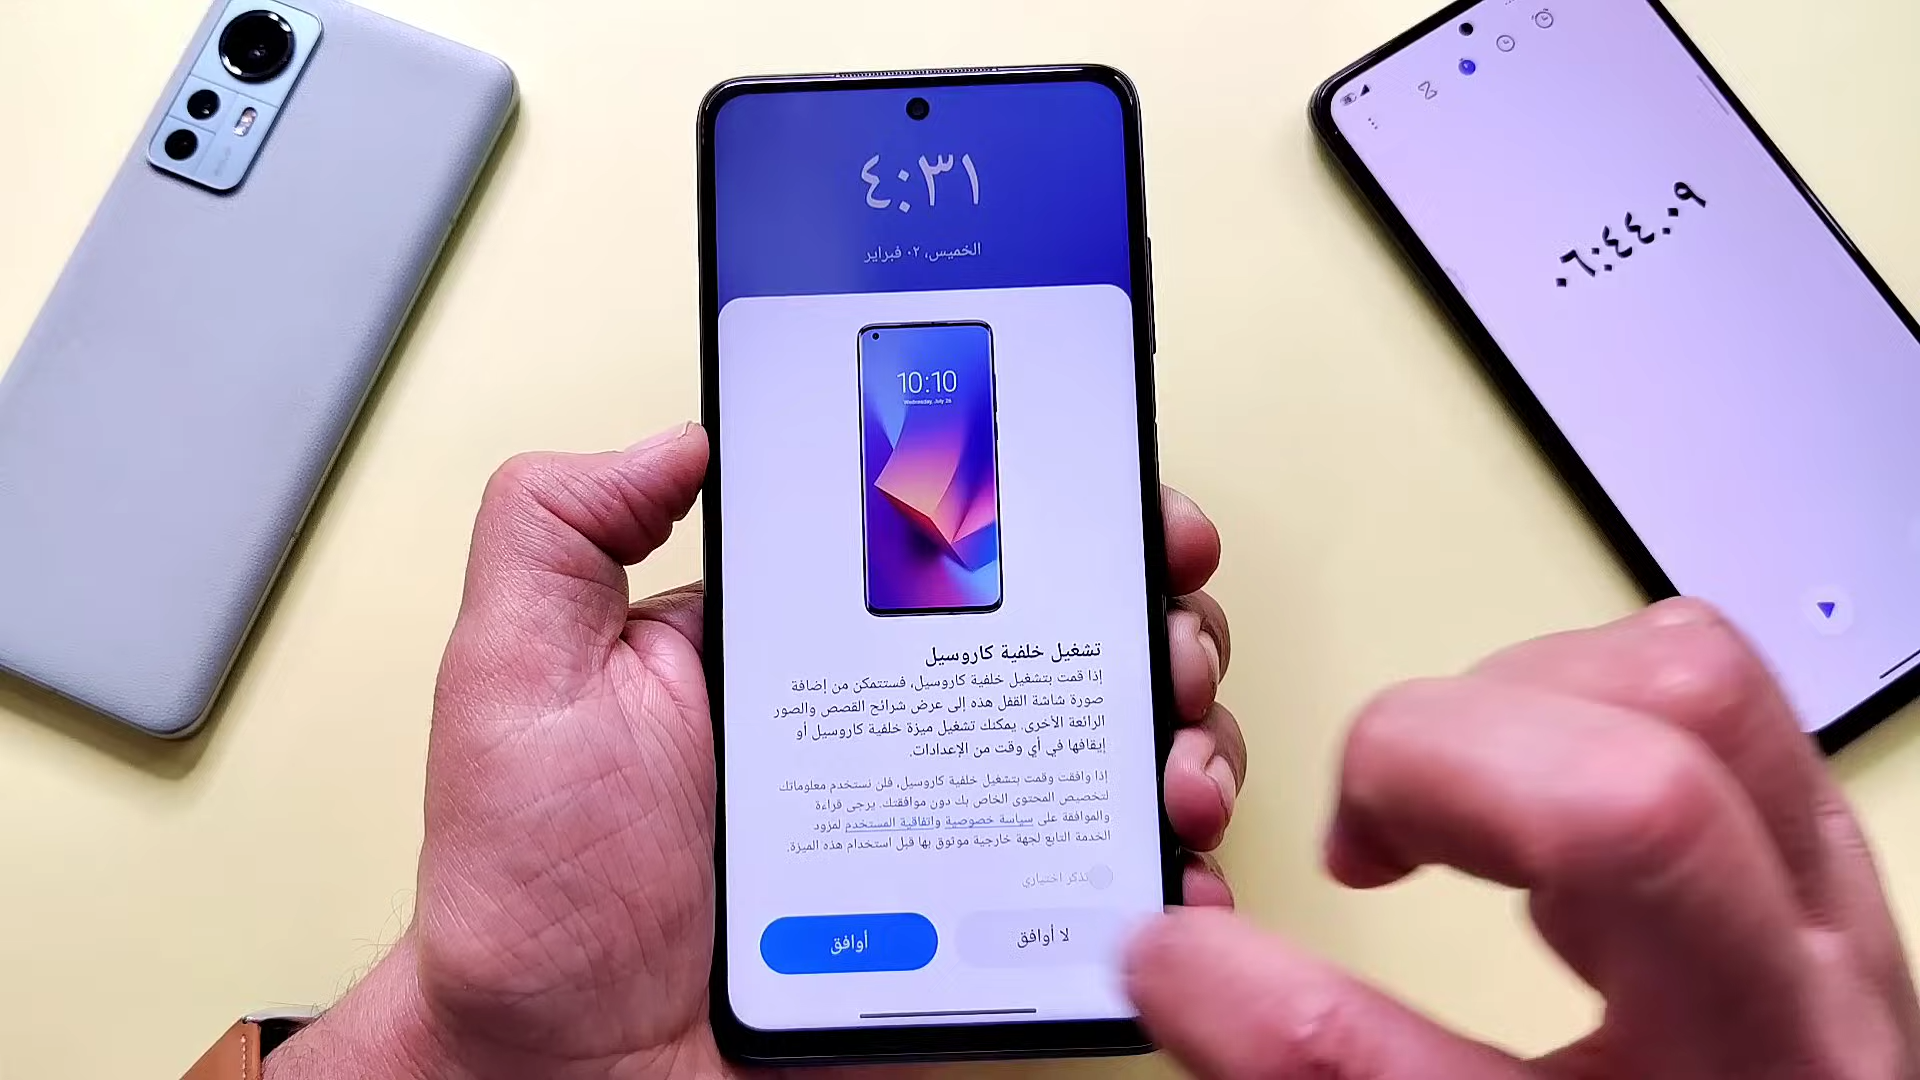 ٤:٣١
الخميس، ٠٢ فبراير
10:10
Wednesday, July 26
تشغيل خلفية كاروسيل
إذا قمت بتشغيل خلفية كاروسيل، فستتمكن من إضافة
صورة شاشة القفل هذه إلى عرض شرائح القصص والصور
الرائعة الأخرى. يمكنك تشغيل ميزة خلفية كاروسيل أو
إيقافها في أي وقت من الإعدادات.
إذا وافقت وقمت بتشغيل خلفية كاروسيل، فلن نستخدم معلوماتك
لتخصيص المحتوى الخاص بك دون موافقتك. يرجى قراءة
والموافقة على سياسة خصوصية واتفاقية المستخدم لمزود
الخدمة التابع لجهة خارجية موثوق بها قبل استخدام هذه الميزة.
تذكر اختياري
لا أوافق
أوافق
٠٦:٤٤.٠٩